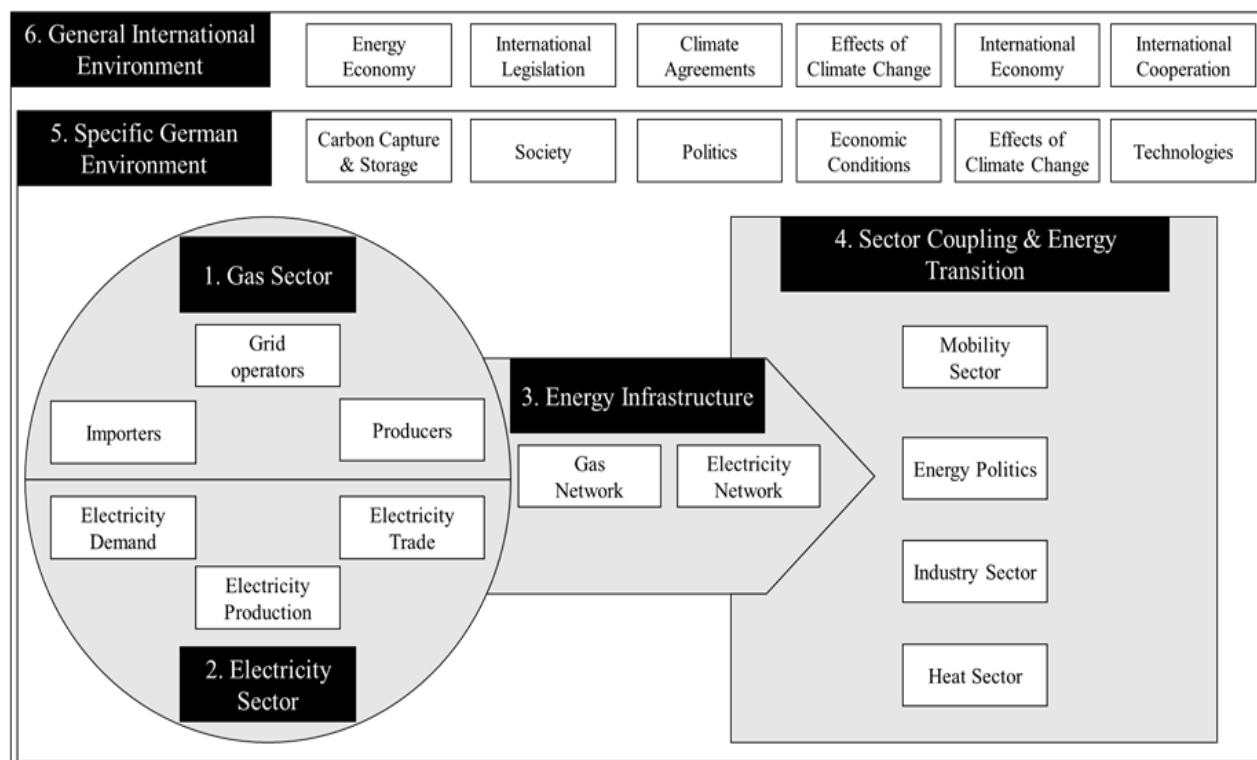 6. General International
Environment
Energy
Economy
International
Legislation
Climate
Agreements
Effects of
Climate Change
International
Economy
International
Cooperation
5. Specific German
Environment
Carbon Capture
& Storage
Society
Politics
Economic
Conditions
Effects of
Climate Change
Technologies
1. Gas Sector
Grid
operators
Importers
Producers
Electricity
Demand
Electricity
Trade
Electricity
Production
2. Electricity
Sector
3. Energy Infrastructure
Gas
Network
Electricity
Network
4. Sector Coupling & Energy
Transition
Mobility
Sector
Energy Politics
Industry Sector
Heat Sector